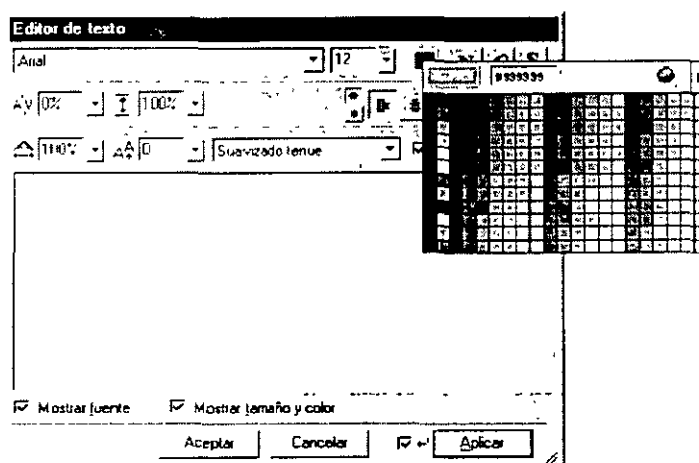 Editor de texto
Arial 12
0% 100%
#999999
100% 0 Suavizado tenue
Mostrar fuente Mostrar tamaño y color
Aceptar Cancelar Aplicar